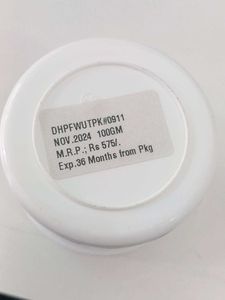 DHPFWUTPK#0911
NOV.2024 100GM
M.R.P.; Rs 575/.
Exp.36 Months from Pkg